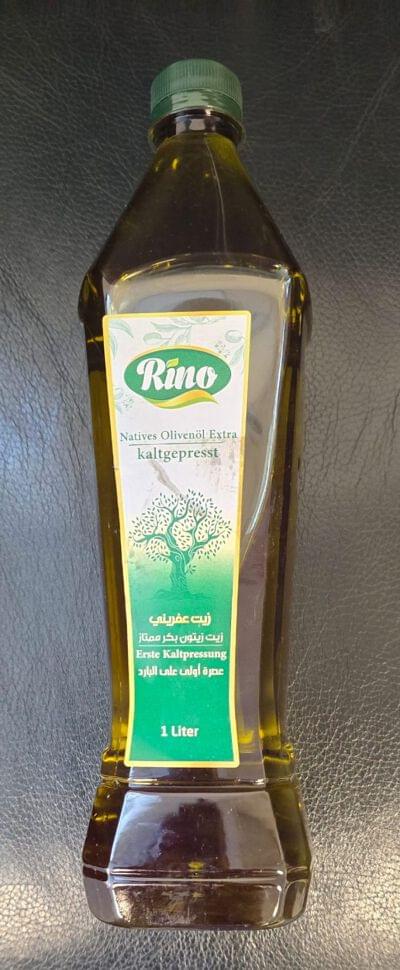 Rino
Natives Olivenöl Extra
kaltgepresst
زيت عفريني
زيت زيتون بكر ممتاز
Erste Kaltpressung
عصرة أولى على البارد
1 Liter